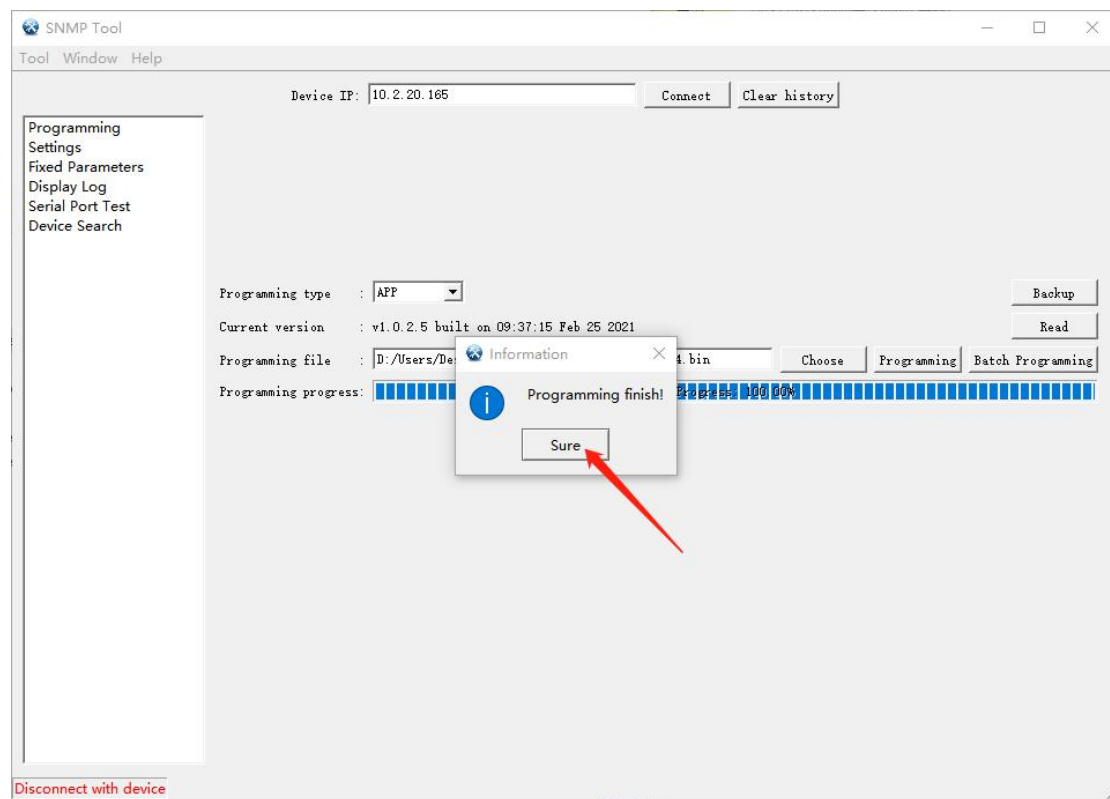 SNMP Tool
Tool Window Help
Device IP: 10.2.20.165 Connect Clear history
Programming
Settings
Fixed Parameters
Display Log
Serial Port Test
Device Search
Programming type : APP Backup
Current version : v1.0.2.5 built on 09:37:15 Feb 25 2021 Read
Programming file : D:/Users/De 4.bin Choose Programming Batch Programming
Programming progress: Progress: 100.00%
Information
Programming finish!
Sure
Disconnect with device